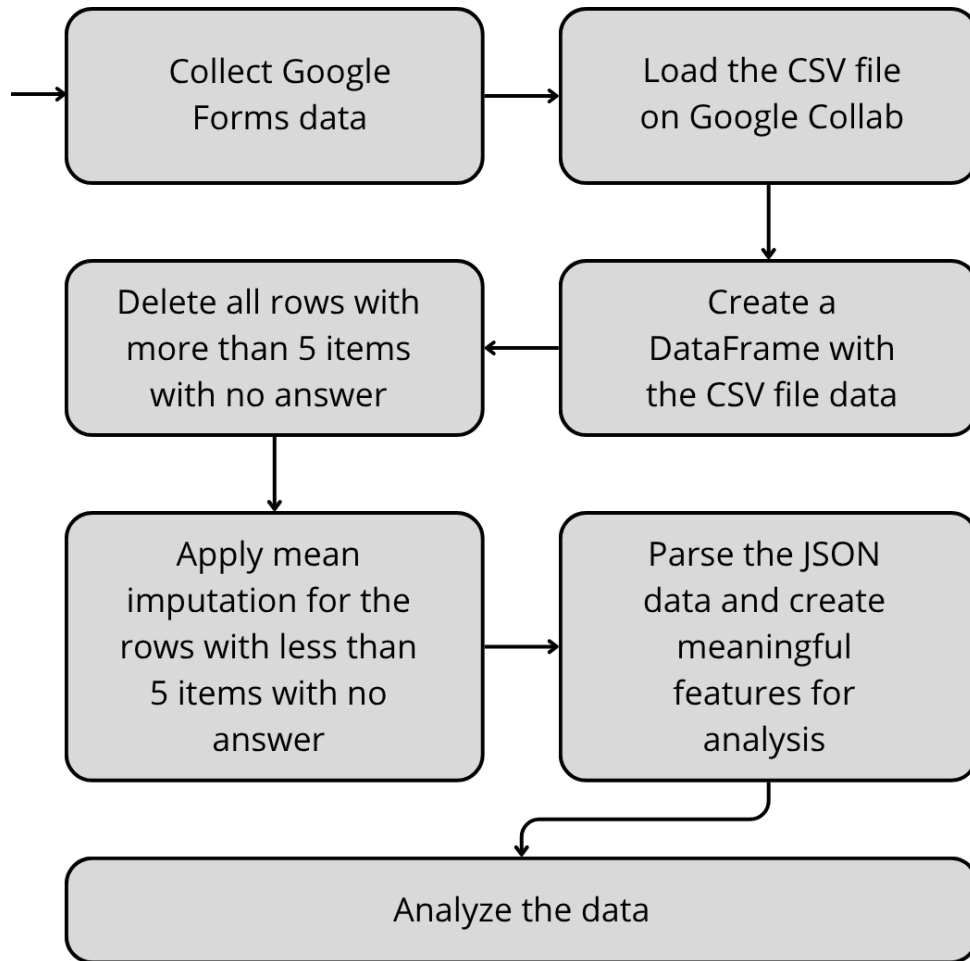 Collect Google
Forms data
Load the CSV file
on Google Collab
Create a
DataFrame with
the CSV file data
Delete all rows with
more than 5 items
with no answer
Apply mean
imputation for the
rows with less than
5 items with no
answer
Parse the JSON
data and create
meaningful
features for
analysis
Analyze the data